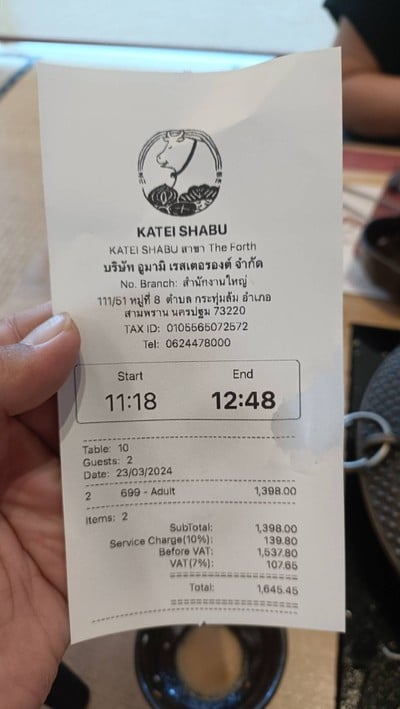 KATEI SHABU
KATEI SHABU สาขา The Forth
บริษัท อูมามิ เรสเตอรองต์ จำกัด
No. Branch: สำนักงานใหญ่
111/51 หมู่ที่ 8 ตำบล กระทุ่มล้ม อำเภอ
สามพราน นครปฐม 73220
TAX ID: 0105565072572
Tel: 0624478000
Start End
11:18 12:48
Table: 10
Guests: 2
Date: 23/03/2024
2 699 - Adult 1,398.00
Items: 2
SubTotal: 1,398.00
Service Charge(10%): 139.80
Before VAT: 1,537.80
VAT(7%): 107.65
Total: 1,645.45